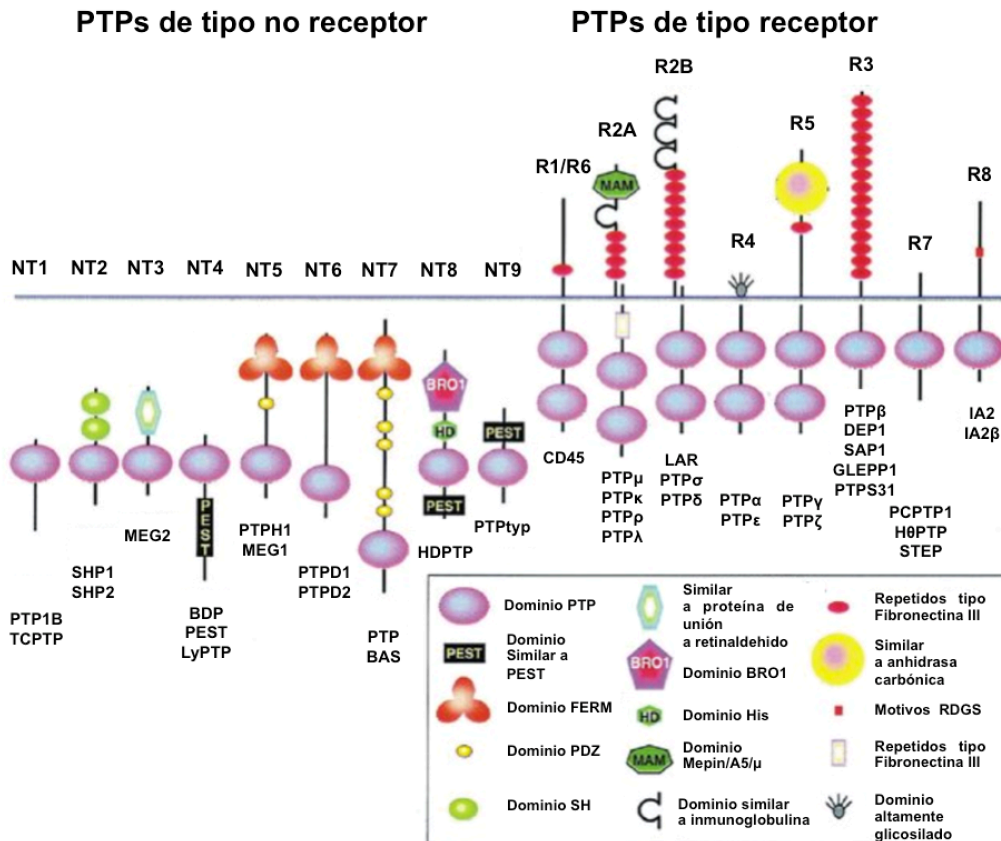 PTPs de tipo no receptor
PTPs de tipo receptor
NT1 NT2 NT3 NT4 NT5 NT6 NT7 NT8 NT9
R1/R6
R2A
R2B
R4
R5
R3
R7
R8
MAM
BRO1
HD
PEST
PEST
PEST
PTP1B
TCPTP
SHP1
SHP2
MEG2
BDP
PEST
LyPTP
PTPH1
MEG1
PTPD1
PTPD2
PTP
BAS
HDPTP
PTPtyp
CD45
PTPμ
PTPκ
PTPρ
PTPλ
LAR
PTPσ
PTPδ
PTPα
PTPε
PTPγ
PTPζ
PTPβ
DEP1
SAP1
GLEPP1
PTPS31
PCPTP1
HθPTP
STEP
IA2
IA2β
Dominio PTP
PEST
Dominio
Similar a
PEST
Dominio FERM
Dominio PDZ
Dominio SH
Similar
a proteína de
unión
a retinaldehido
BRO1
Dominio BRO1
HD
Dominio His
MAM
Dominio
Mepin/A5/μ
Dominio similar
a inmunoglobulina
Repetidos tipo
Fibronectina III
Similar
a anhidrasa
carbónica
Motivos RDGS
Repetidos tipo
Fibronectina III
Dominio
altamente
glicosilado